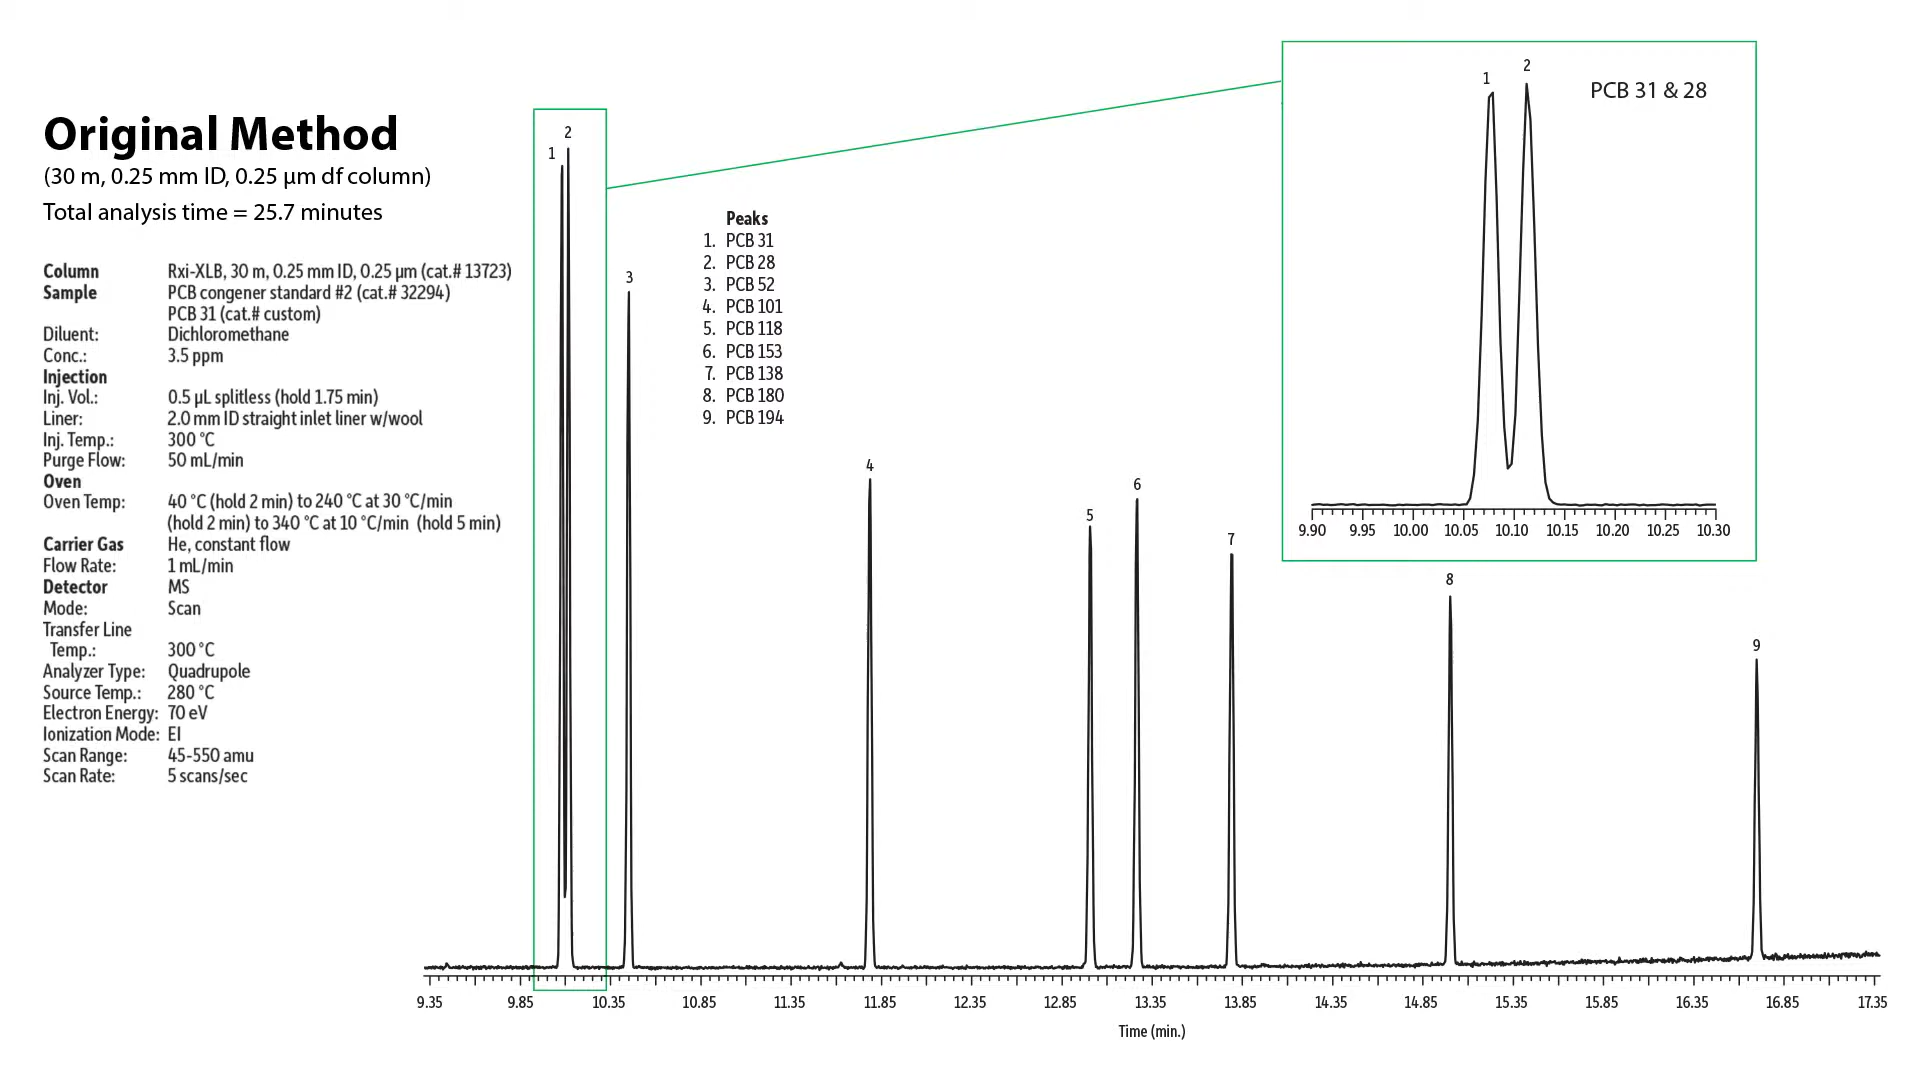 Original Method
(30 m, 0.25 mm ID, 0.25 µm df column)
Total analysis time = 25.7 minutes
Column Rxi-XLB, 30 m, 0.25 mm ID, 0.25 µm (cat.# 13723)
Sample PCB congener standard #2 (cat.# 32294)
PCB 31 (cat.# custom)
Diluent: Dichloromethane
Conc.: 3.5 ppm
Injection
Inj. Vol.: 0.5 µL splitless (hold 1.75 min)
Liner: 2.0 mm ID straight inlet liner w/wool
Inj. Temp.: 300 °C
Purge Flow: 50 mL/min
Oven
Oven Temp: 40 °C (hold 2 min) to 240 °C at 30 °C/min
(hold 2 min) to 340 °C at 10 °C/min (hold 5 min)
Carrier Gas He, constant flow
Flow Rate: 1 mL/min
Detector MS
Mode: Scan
Transfer Line
Temp.: 300 °C
Analyzer Type: Quadrupole
Source Temp.: 280 °C
Electron Energy: 70 eV
Ionization Mode: EI
Scan Range: 45-550 amu
Scan Rate: 5 scans/sec
1
2
3
Peaks
1. PCB 31
2. PCB 28
3. PCB 52
4. PCB 101
5. PCB 118
6. PCB 153
7. PCB 138
8. PCB 180
9. PCB 194
4
5
6
7
8
9
1 2
PCB 31 & 28
9.90 9.95 10.00 10.05 10.10 10.15 10.20 10.25 10.30
9.35 9.85 10.35 10.85 11.35 11.85 12.35 12.85 13.35 13.85 14.35 14.85 15.35 15.85 16.35 16.85 17.35
Time (min.)